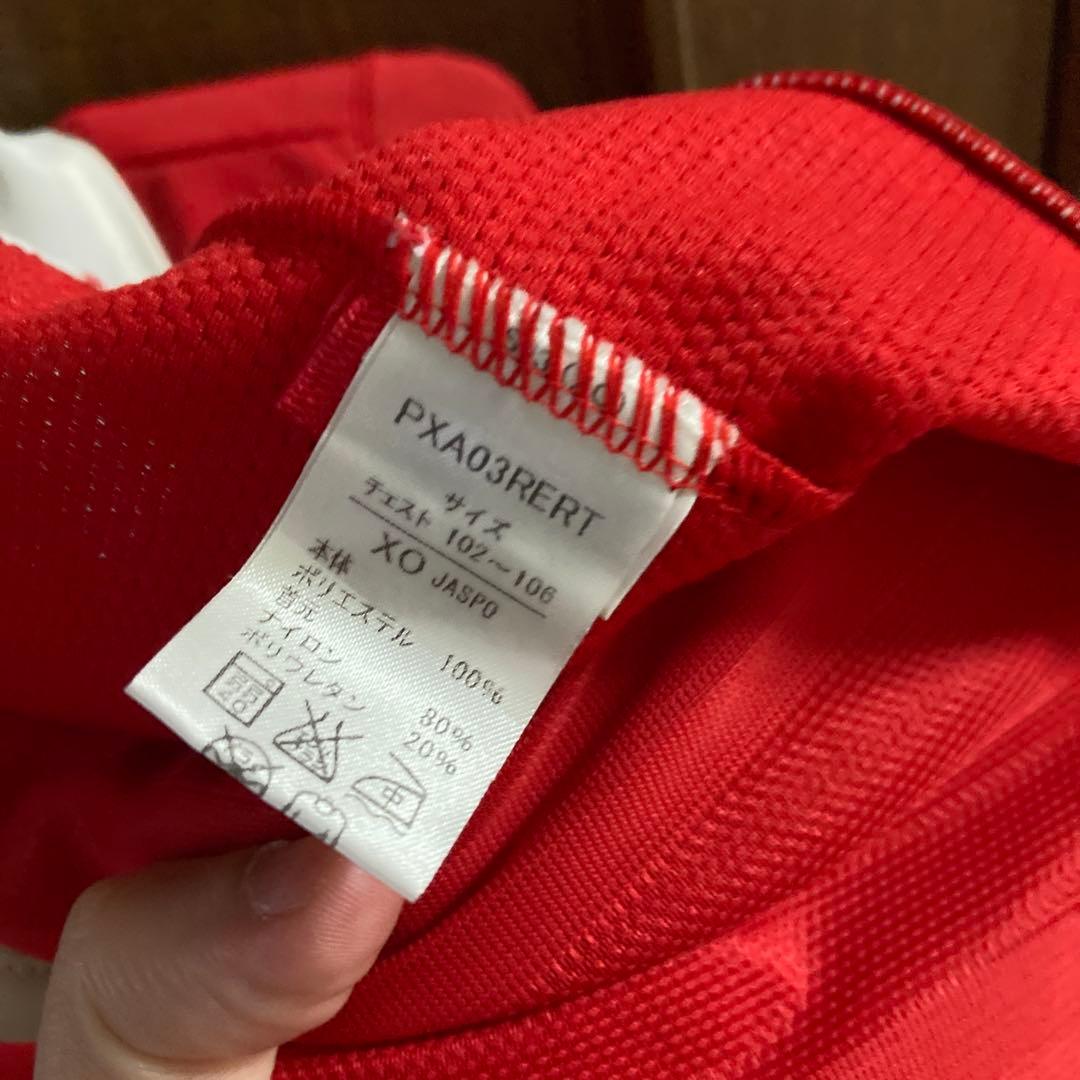 PXA03RERT
サイズ
チェスト 102~106
XO JASPO
本体
ポリエステル 100%
首元
ナイロン 80%
ポリウレタン 20%
中